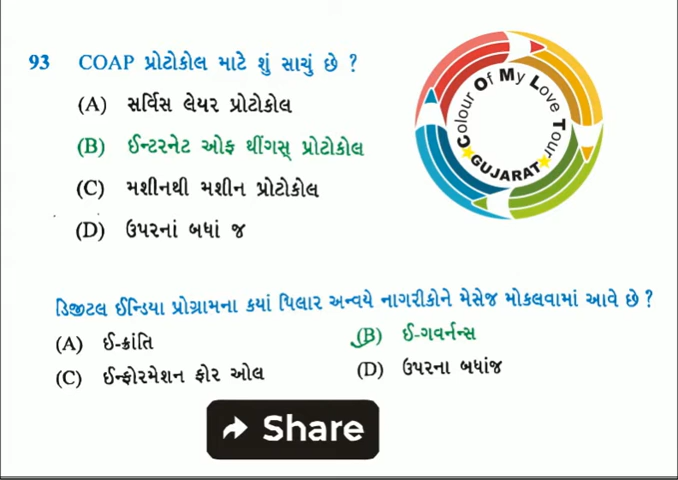 93 COAP પ્રોટોકોલ માટે શું સાચું છે ?
(A) સર્વિસ લેયર પ્રોટોકોલ
(B) ઈન્ટરનેટ ઓફ થીંગસ્ પ્રોટોકોલ
(C) મશીનથી મશીન પ્રોટોકોલ
(D) ઉપરનાં બધાં જ
Colour Of My Love Tour
GUJARAT
ડિજીટલ ઈન્ડિયા પ્રોગ્રામના કયાં પિલાર અન્વયે નાગરીકોને મેસેજ મોકલવામાં આવે છે ?
(A) ઈ-ક્રાંતિ (B) ઈ-ગવર્નન્સ
(C) ઈન્ફોરમેશન ફોર ઓલ (D) ઉપરના બધાંજ
Share